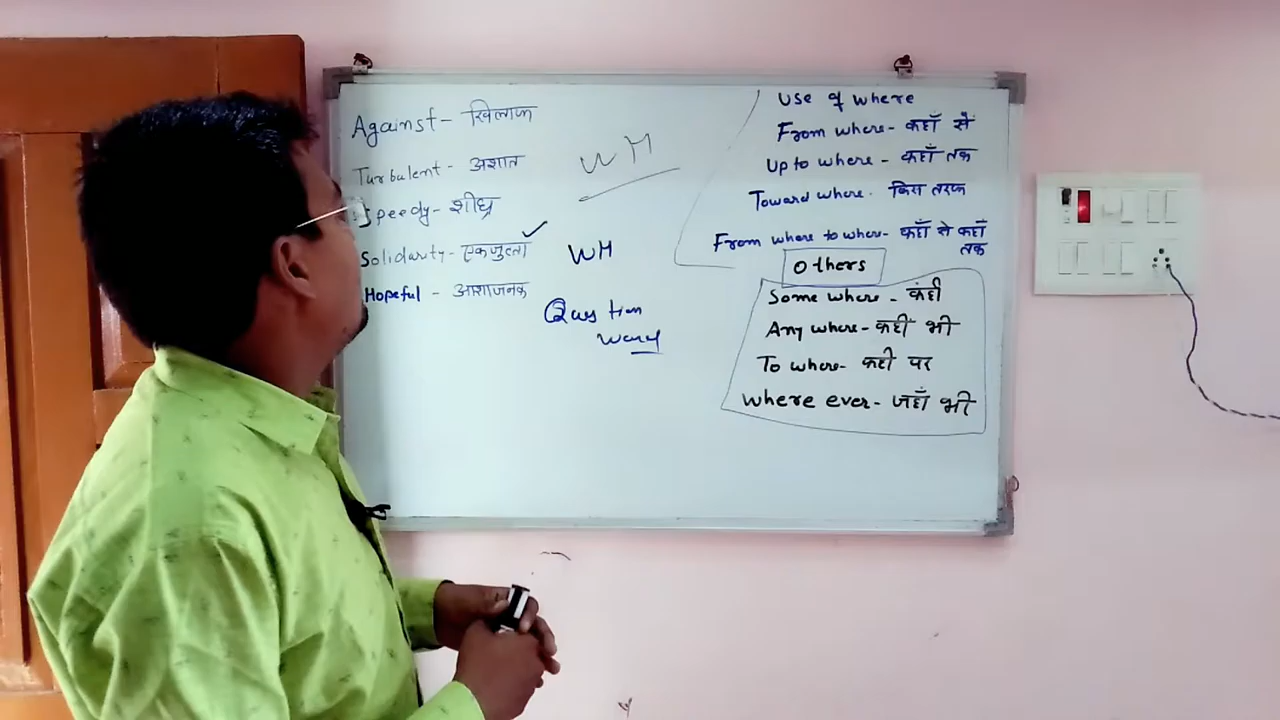 Against - खिलाफ
Turbulent - अशांत
Speedy - शीघ्र
Solidarity - एकजुटता
Hopeful - आशाजनक
WH
WH
Question
word
Use of where
From where - कहाँ से
Up to where - कहाँ तक
Toward where - किस तरफ
From where to where - कहाँ से कहाँ
तक
Others
Some where - कंही
Any where - कहीं भी
To where - कही पर
where ever - जहाँ भी